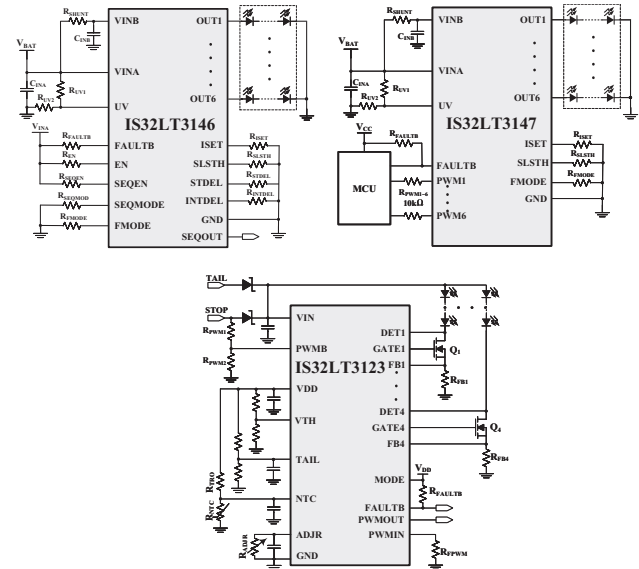 RSHUNT
VINB
OUT1
CINB
VBAT
VINA
CINA
RUV1
RUV2
UV
OUT6
IS32LT3146
VINA
RFAULTB
FAULTB
ISET
RISET
REN
EN
SLSTH
RSLSTH
RSEQEN
SEQEN
STDEL
RSTDEL
RSEQMOD
SEQMODE
INTDEL
RINTDEL
RFMODE
FMODE
GND
SEQOUT
RSHUNT
VINB
OUT1
CINB
VBAT
VINA
CINA
RUV1
RUV2
UV
OUT6
IS32LT3147
VCC
RFAULTB
ISET
RISET
FAULTB
SLSTH
RSLSTH
MCU
PWM1
FMODE
RFMODE
RPWM1-6
10kΩ
GND
PWM6
TAIL
STOP
VIN
RPWM1
DET1
PWMB
GATE1
Q1
RPWM2
IS32LT3123
FB1
RFB1
VDD
VTH
DET4
GATE4
Q4
TAIL
FB4
RFB4
RTRO
MODE
VDD
RNTC
NTC
RFAULTB
FAULTB
PWMOUT
RADJR
ADJR
PWMIN
GND
RFPWM